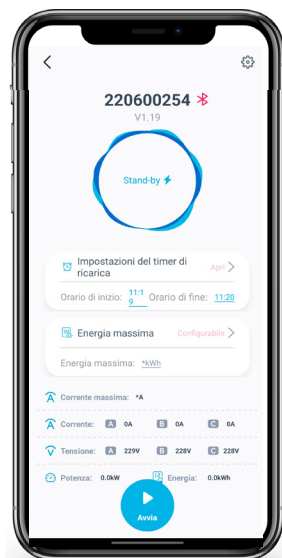 220600254
V1.19
Stand-by
Impostazioni del timer di
ricarica
Apri
Orario di inizio: 11:19 Orario di fine: 11:20
Energia massima Configurabile
Energia massima: *kWh
Corrente massima: *A
Corrente: A 0A B 0A C 0A
Tensione: A 229V B 228V C 228V
Potenza: 0.0kW Energia: 0.0kWh
Avvia